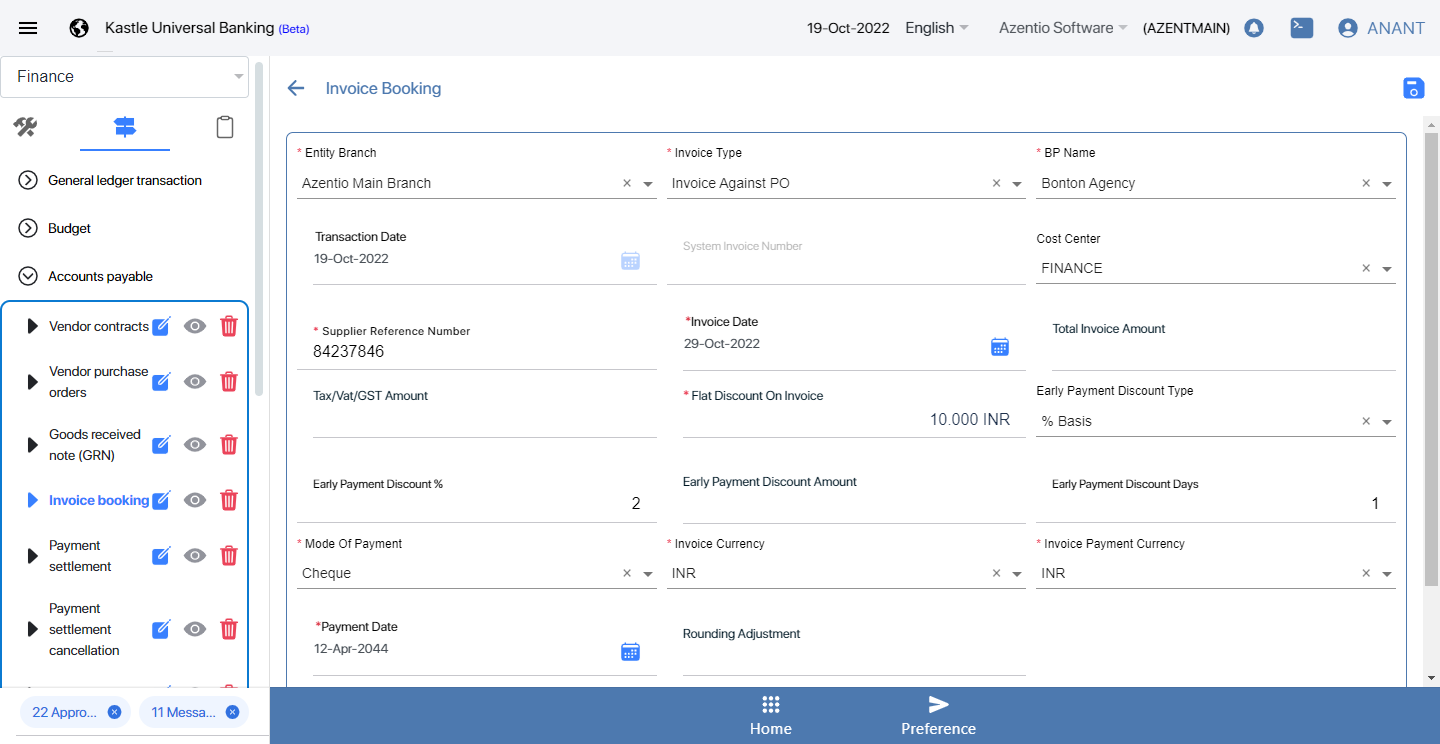 Kastle Universal Banking (Beta)
19-Oct-2022
English
Azentio Software
(AZENTMAIN)
ANANT
Finance
General ledger transaction
Budget
Accounts payable
Vendor contracts
Vendor purchase
orders
Goods received
note (GRN)
Invoice booking
Payment
settlement
Payment
settlement
cancellation
22 Appro...
11 Messa...
Invoice Booking
* Entity Branch
Azentio Main Branch
* Invoice Type
Invoice Against PO
* BP Name
Bonton Agency
Transaction Date
19-Oct-2022
System Invoice Number
Cost Center
FINANCE
* Supplier Reference Number
84237846
*Invoice Date
29-Oct-2022
Total Invoice Amount
Tax/Vat/GST Amount
* Flat Discount On Invoice
10.000 INR
Early Payment Discount Type
% Basis
Early Payment Discount %
2
Early Payment Discount Amount
Early Payment Discount Days
1
* Mode Of Payment
Cheque
* Invoice Currency
INR
* Invoice Payment Currency
INR
*Payment Date
12-Apr-2044
Rounding Adjustment
Home
Preference